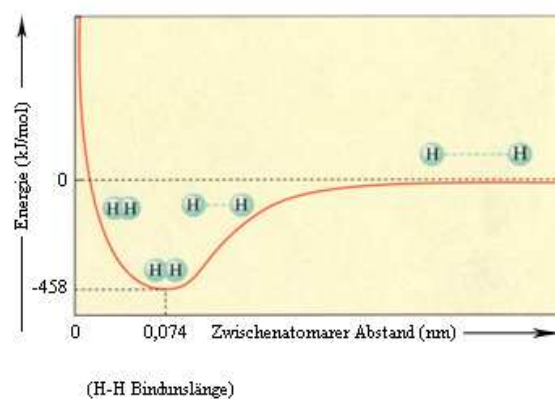 Energie (kJ/mol)
H H
0
HH
H H
HH
-458
0 0,074 Zwischenatomarer Abstand (nm)
(H-H Bindunslänge)